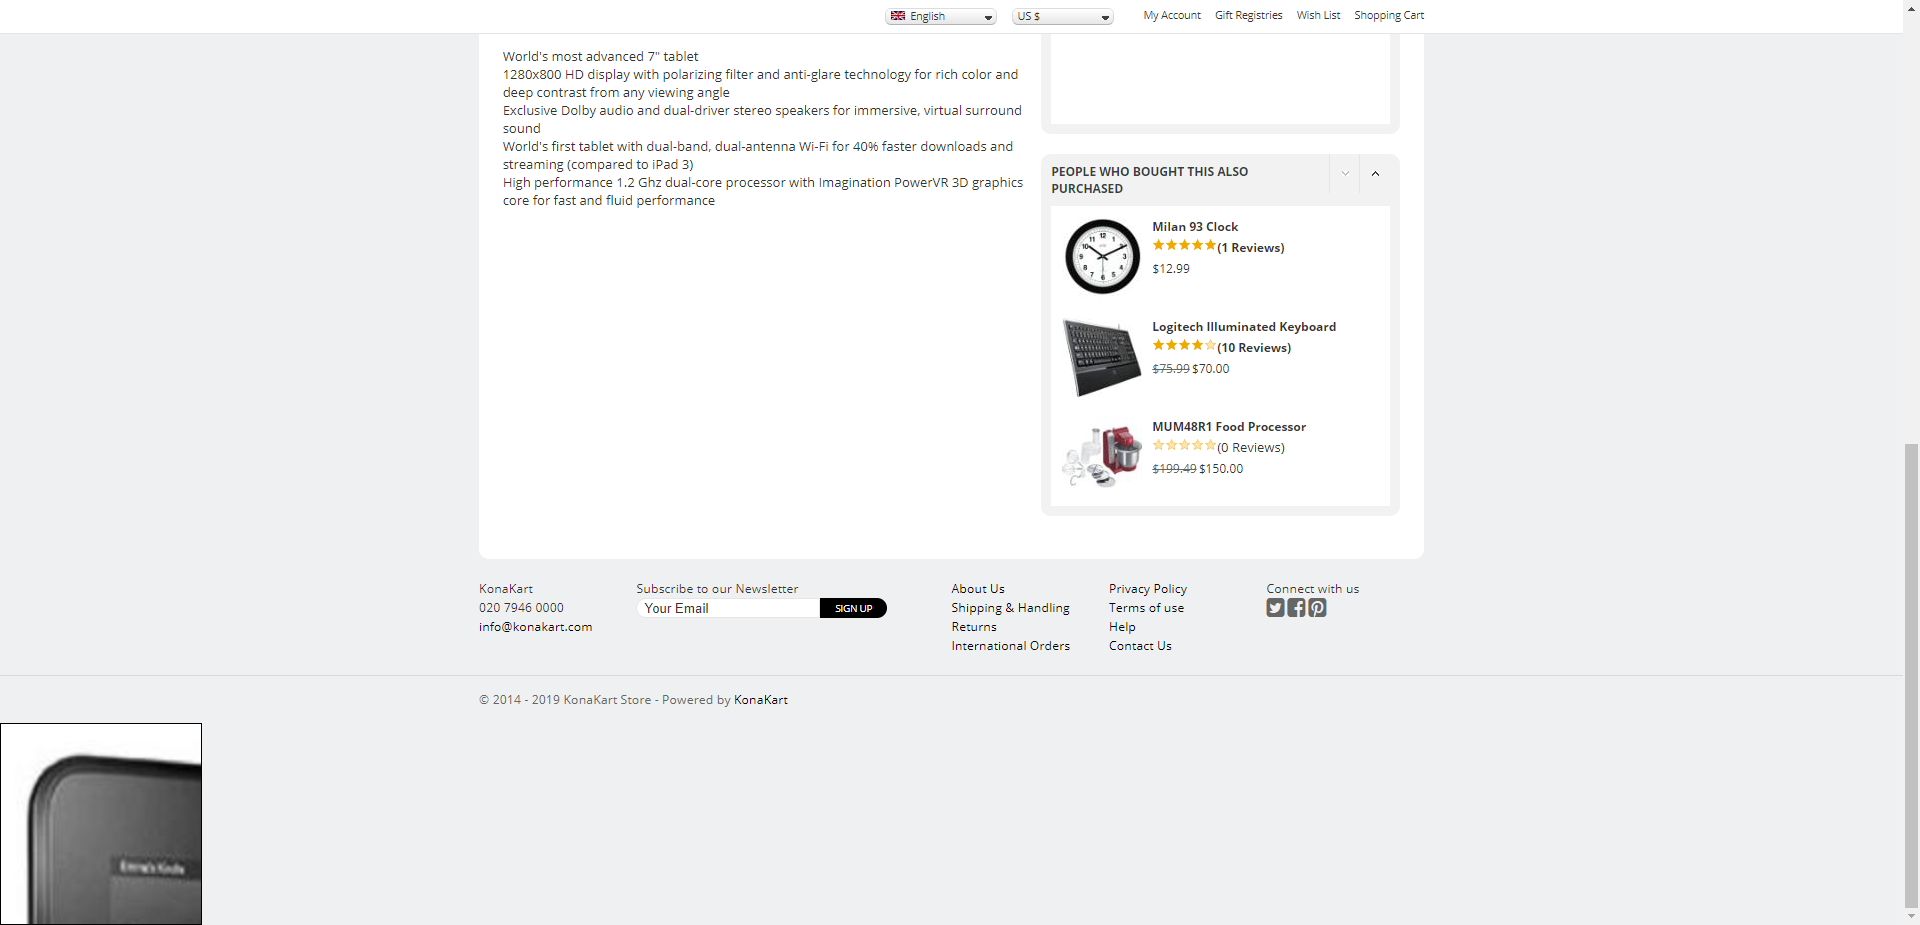 English
US $
My Account
Gift Registries
Wish List
Shopping Cart
World's most advanced 7" tablet
1280x800 HD display with polarizing filter and anti-glare technology for rich color and
deep contrast from any viewing angle
Exclusive Dolby audio and dual-driver stereo speakers for immersive, virtual surround
sound
World's first tablet with dual-band, dual-antenna Wi-Fi for 40% faster downloads and
streaming (compared to iPad 3)
High performance 1.2 Ghz dual-core processor with Imagination PowerVR 3D graphics
core for fast and fluid performance
PEOPLE WHO BOUGHT THIS ALSO
PURCHASED
Milan 93 Clock
(1 Reviews)
$12.99
Logitech Illuminated Keyboard
(10 Reviews)
$75.99 $70.00
MUM48R1 Food Processor
(0 Reviews)
$199.49 $150.00
KonaKart
020 7946 0000
info@konakart.com
Subscribe to our Newsletter
Your Email
SIGN UP
About Us
Shipping & Handling
Returns
International Orders
Privacy Policy
Terms of use
Help
Contact Us
Connect with us
© 2014 - 2019 KonaKart Store - Powered by KonaKart